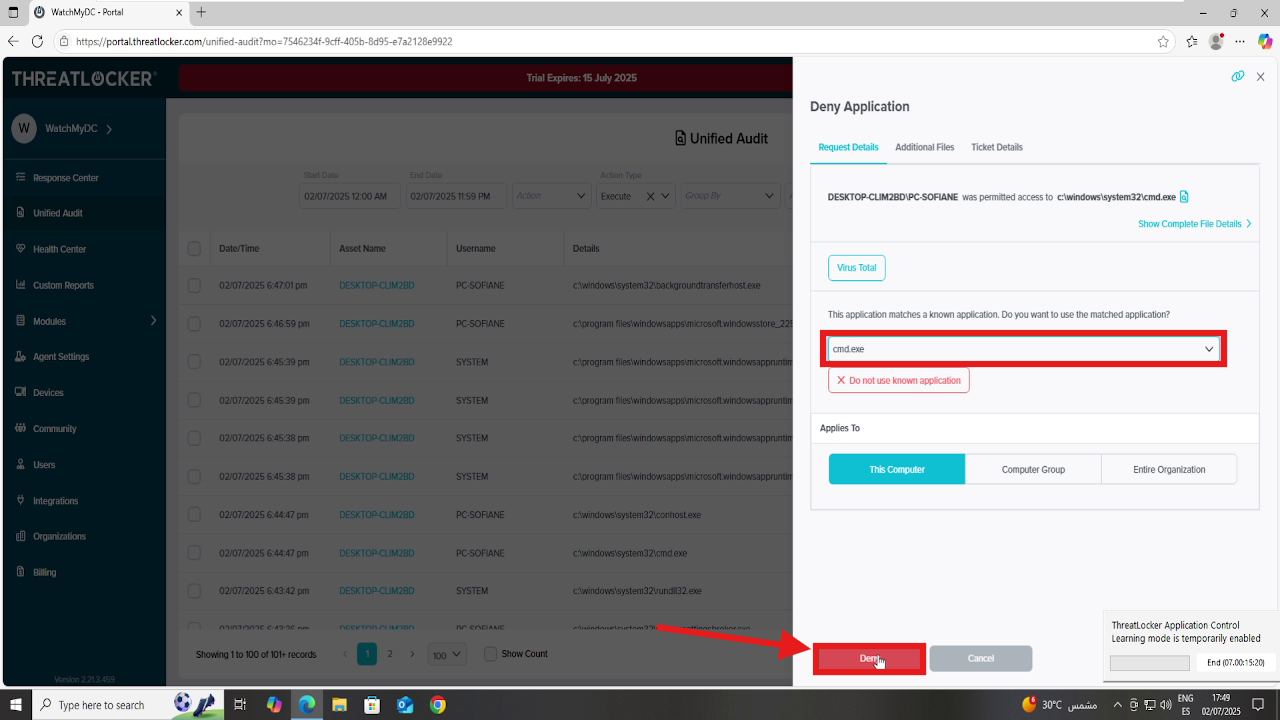 WatchMyDC - Unified Audit
https://portal.threatlocker.com/unified-audit?mo=7546234f-9cff-405b-8d95-e7a2128e9922
THREATLOCKER
Trial Expires: 15 July 2025
W WatchMyDC
Response Center
Unified Audit
Health Center
Custom Reports
Modules
Agent Settings
Devices
Community
Users
Integrations
Organizations
Billing
Version 2.21.3.459
Unified Audit
Start Date End Date Action Type
02/07/2025 12:00 AM 02/07/2025 11:59 PM Action Execute Group By
Date/Time Asset Name Username Details
02/07/2025 6:47:01 pm DESKTOP-CLIM2BD PC-SOFIANE c:\windows\system32\backgroundtransferhost.exe
02/07/2025 6:46:59 pm DESKTOP-CLIM2BD PC-SOFIANE c:\program files\windowsapps\microsoft.windowsstore_225
02/07/2025 6:45:39 pm DESKTOP-CLIM2BD SYSTEM c:\program files\windowsapps\microsoft.windowsappruntim
02/07/2025 6:45:39 pm DESKTOP-CLIM2BD SYSTEM c:\program files\windowsapps\microsoft.windowsappruntim
02/07/2025 6:45:38 pm DESKTOP-CLIM2BD SYSTEM c:\program files\windowsapps\microsoft.windowsappruntim
02/07/2025 6:45:38 pm DESKTOP-CLIM2BD SYSTEM c:\program files\windowsapps\microsoft.windowsappruntim
02/07/2025 6:44:47 pm DESKTOP-CLIM2BD PC-SOFIANE c:\windows\system32\conhost.exe
02/07/2025 6:44:47 pm DESKTOP-CLIM2BD PC-SOFIANE c:\windows\system32\cmd.exe
02/07/2025 6:43:42 pm DESKTOP-CLIM2BD SYSTEM c:\windows\system32\rundll32.exe
Showing 1 to 100 of 101+ records 1 2 100 Show Count
Deny Application
Request Details Additional Files Ticket Details
DESKTOP-CLIM2BD\PC-SOFIANE was permitted access to c:\windows\system32\cmd.exe
Show Complete File Details
Virus Total
This application matches a known application. Do you want to use the matched application?
cmd.exe
Do not use known application
Applies To
This Computer Computer Group Entire Organization
Deny Cancel
ThreatLocker Application Control
Learning mode is temporarily enabled
End (07.00:15:20)
Search
6
30°C
ENG
17:09
02/07/2025